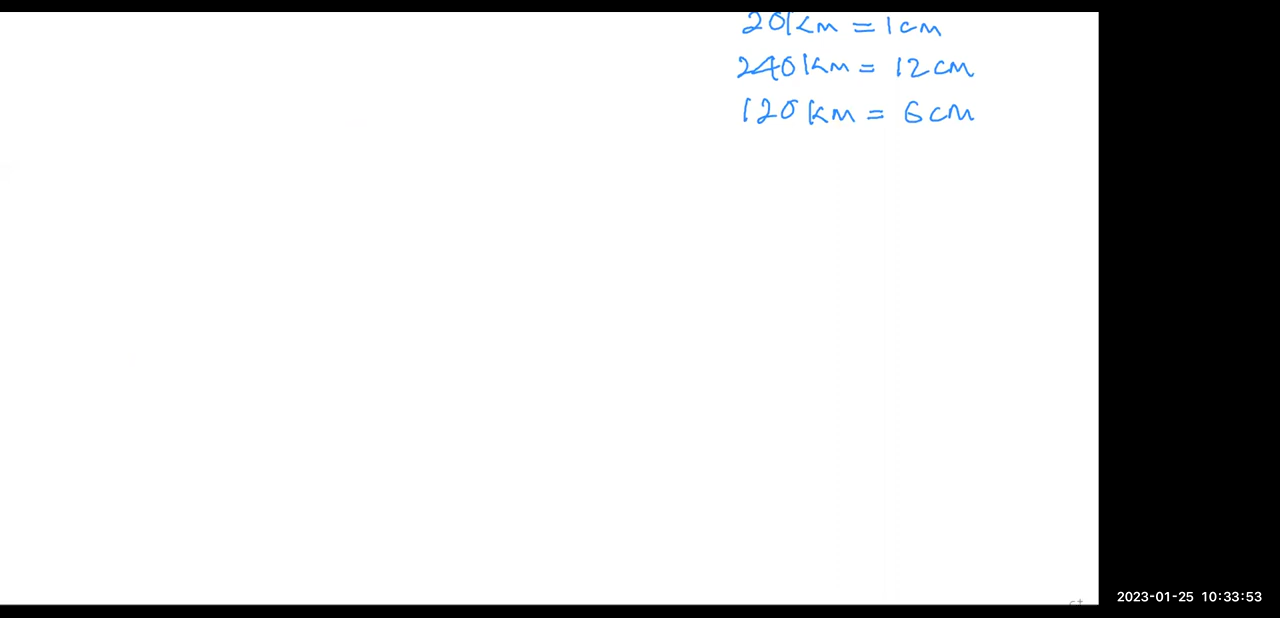 20km = 1cm
240km = 12cm
120km = 6cm
2023-01-25 10:33:53